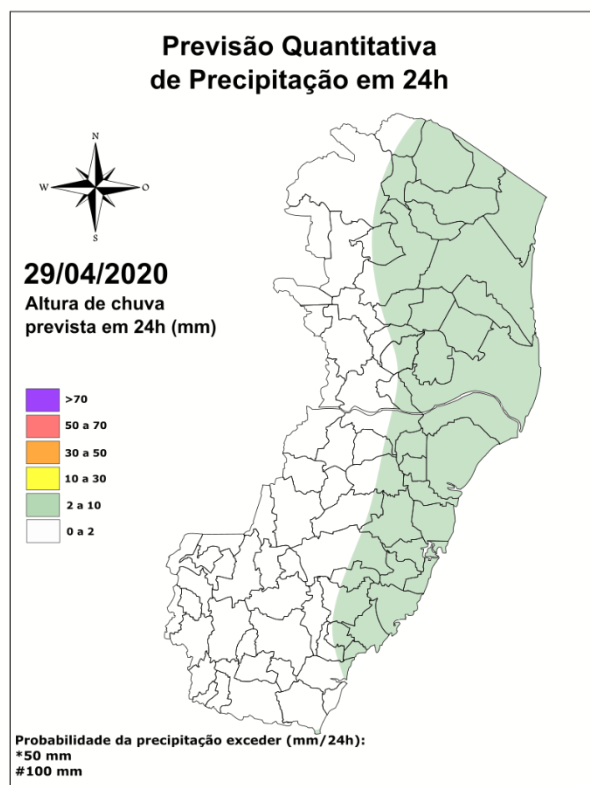 Previsão Quantitativa
de Precipitação em 24h
N
W
O
S
29/04/2020
Altura de chuva
prevista em 24h (mm)
>70
50 a 70
30 a 50
10 a 30
2 a 10
0 a 2
Probabilidade da precipitação exceder (mm/24h):
*50 mm
#100 mm